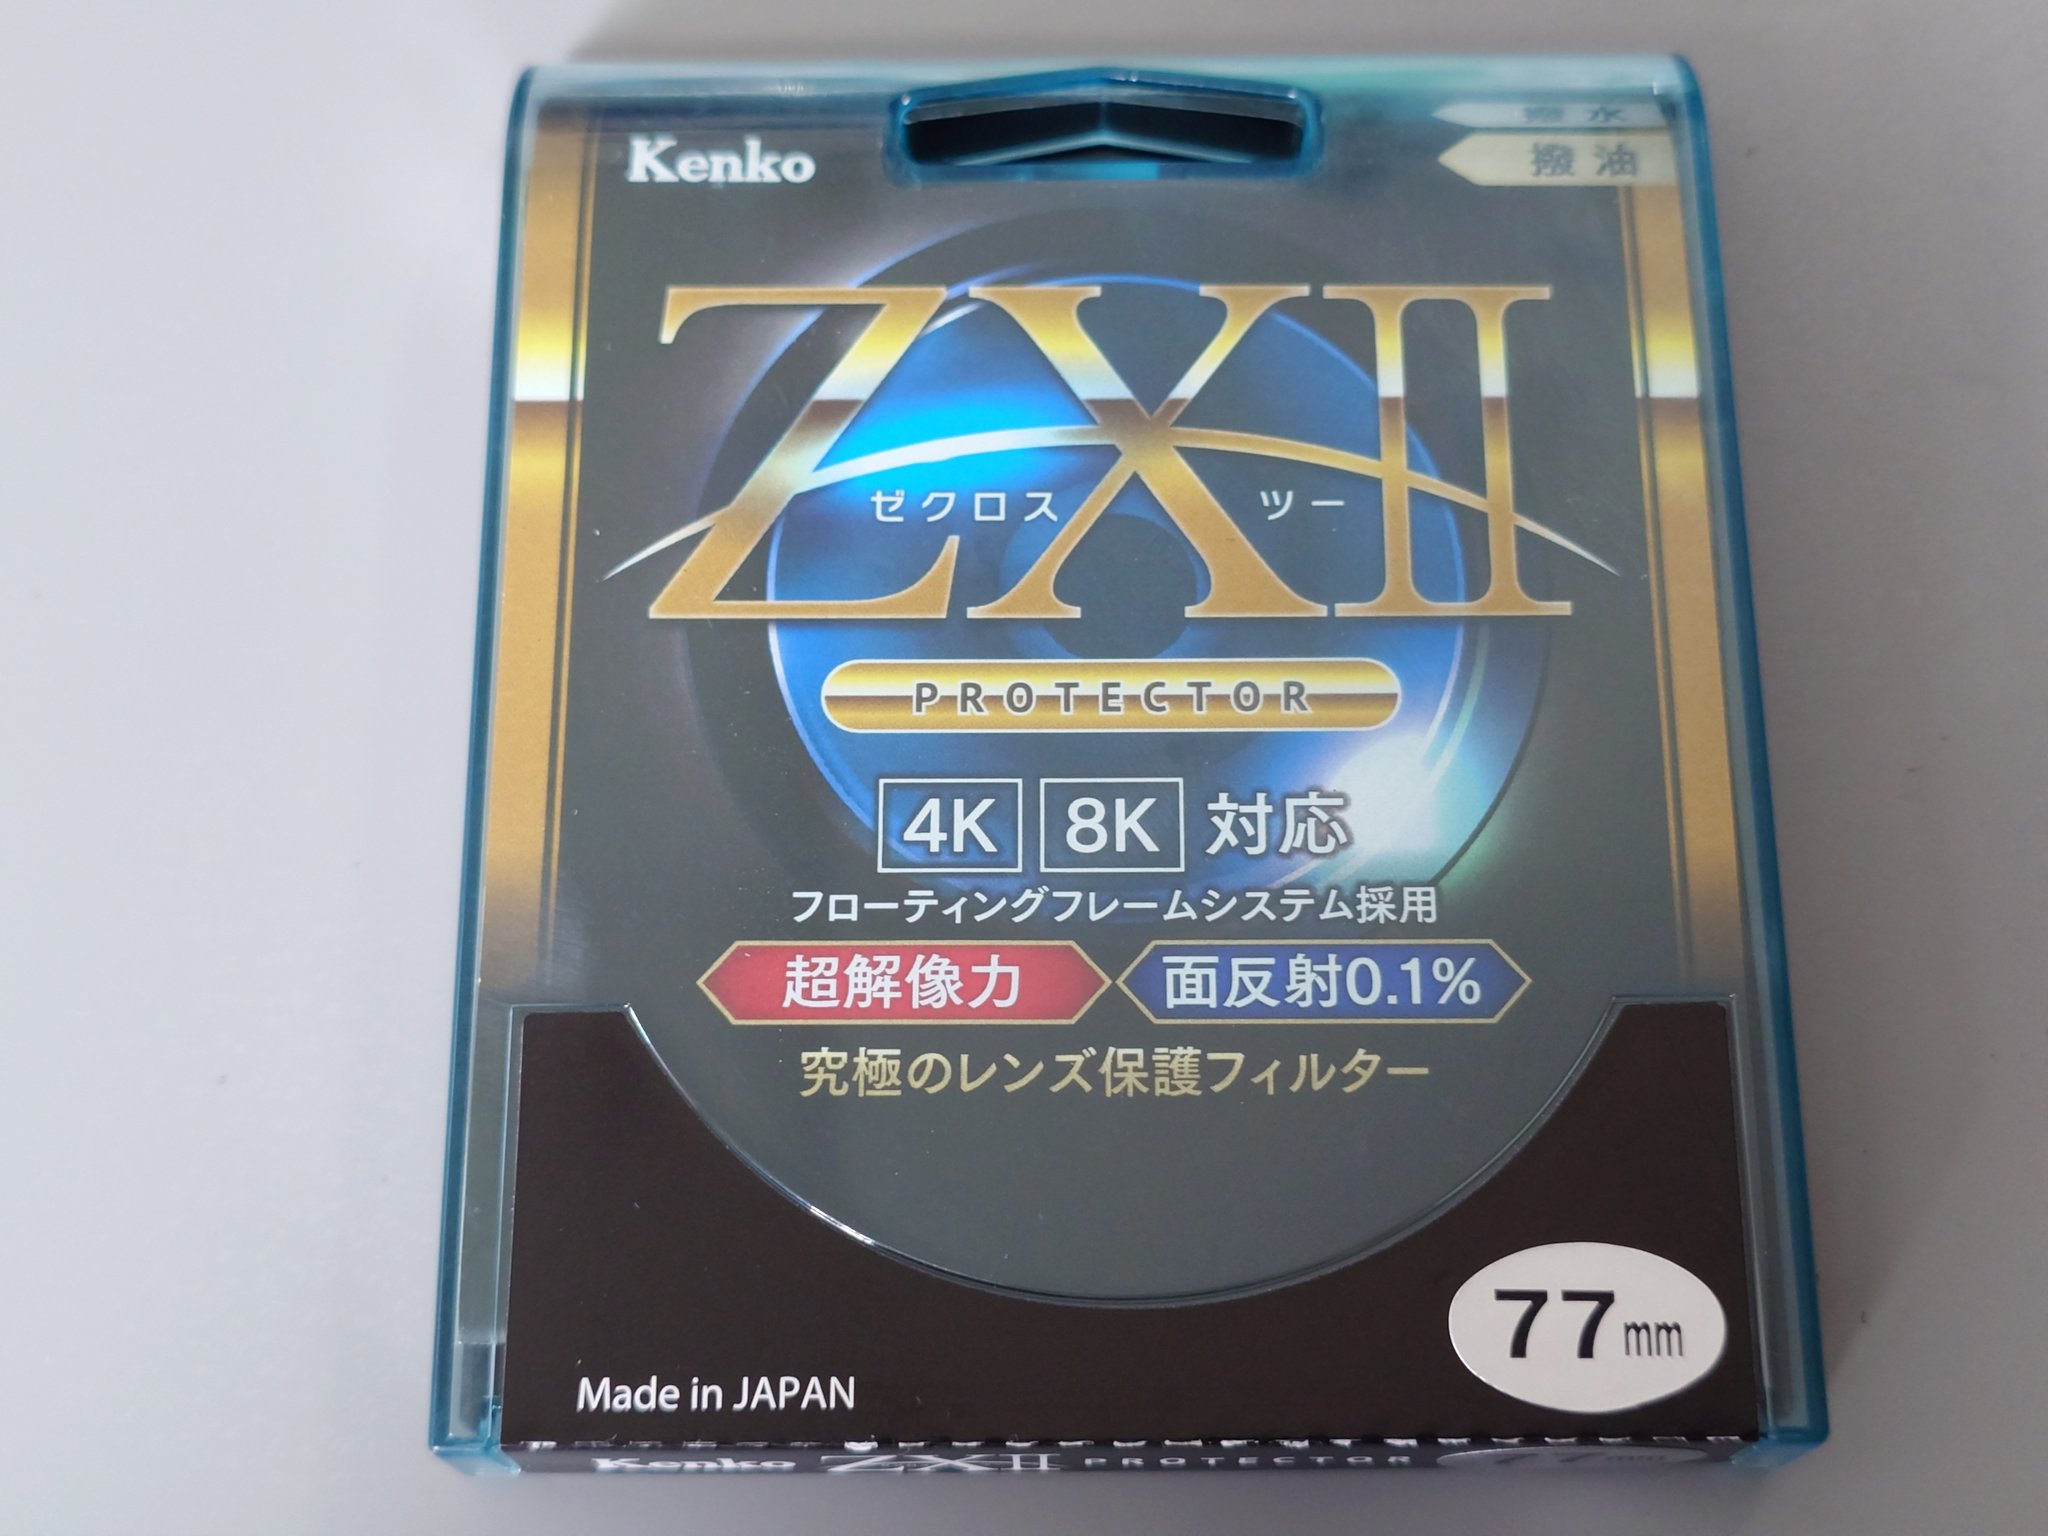 Kenko
撥水
撥油
ZXII
ゼクロス ツー
PROTECTOR
4K 8K 対応
フローティングフレームシステム採用
超解像力 面反射0.1%
究極のレンズ保護フィルター
77mm
Made in JAPAN
Kenko ZXII PROTECTOR 77mm